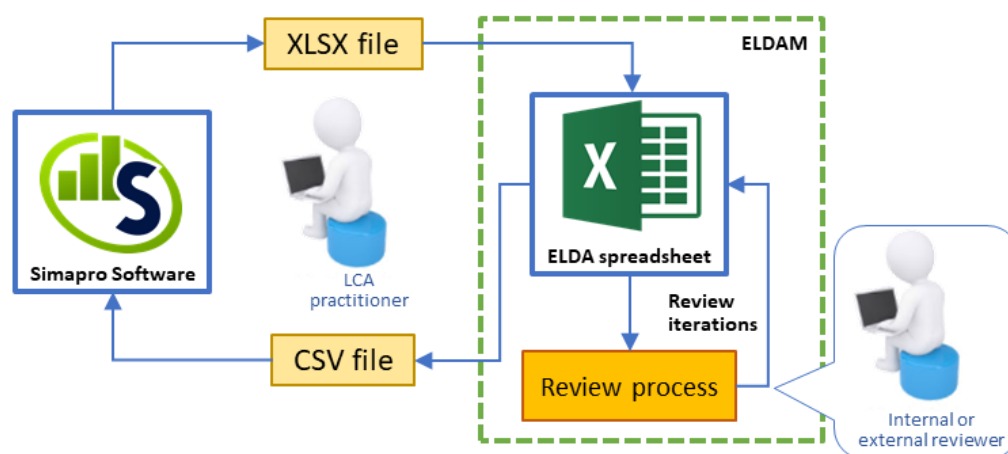 XLSX file
ELDAM
X
S
Simapro Software
LCA
practitioner
ELDA spreadsheet
Review
iterations
CSV file
Review process
Internal or
external reviewer